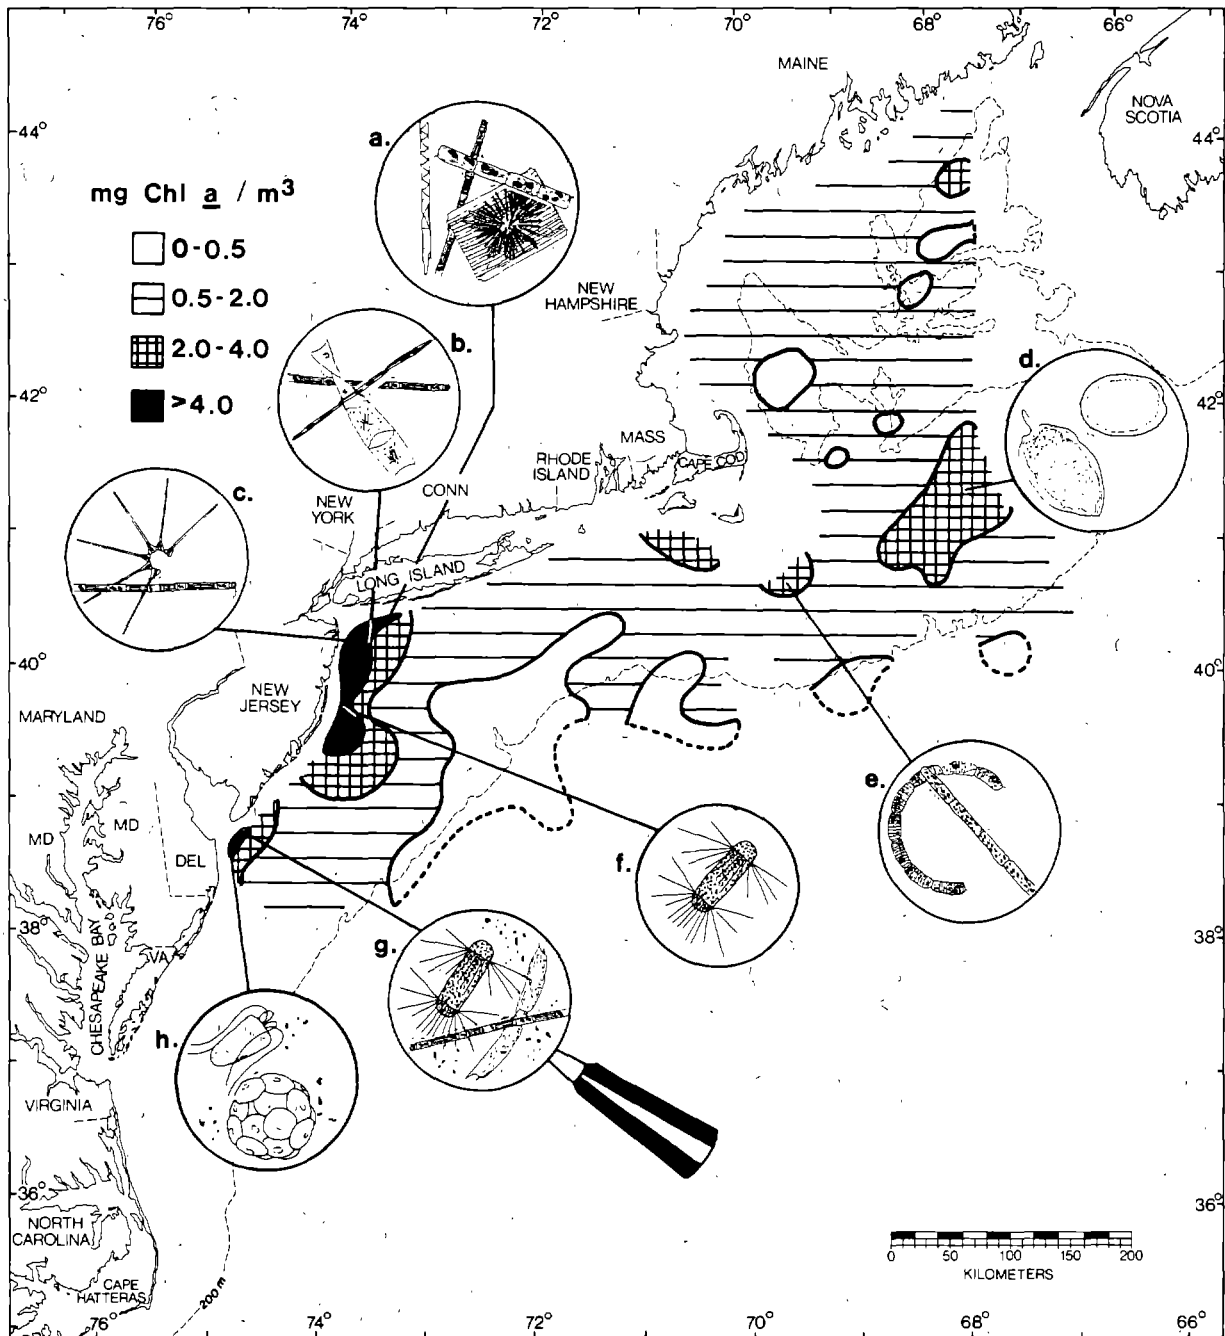 76°
74°
72°
70°
68°
66°
MAINE
NOVA
SCOTIA
44°
44°
a.
mg Chl a / m³
0-0.5
0.5-2.0
2.0-4.0
>4.0
NEW
HAMPSHIRE
b.
d.
42°
42°
MASS
CAPE COD
RHODE
ISLAND
CONN
c.
NEW
YORK
LONG ISLAND
40°
40°
NEW
JERSEY
MARYLAND
e.
MD
MD
DEL
f.
38°
38°
g.
VA
CHESAPEAKE BAY
h.
VIRGINIA
36°
36°
NORTH
CAROLINA
CAPE
HATTERAS
200 m
0 50 100 150 200
KILOMETERS
76°
74°
72°
70°
68°
66°